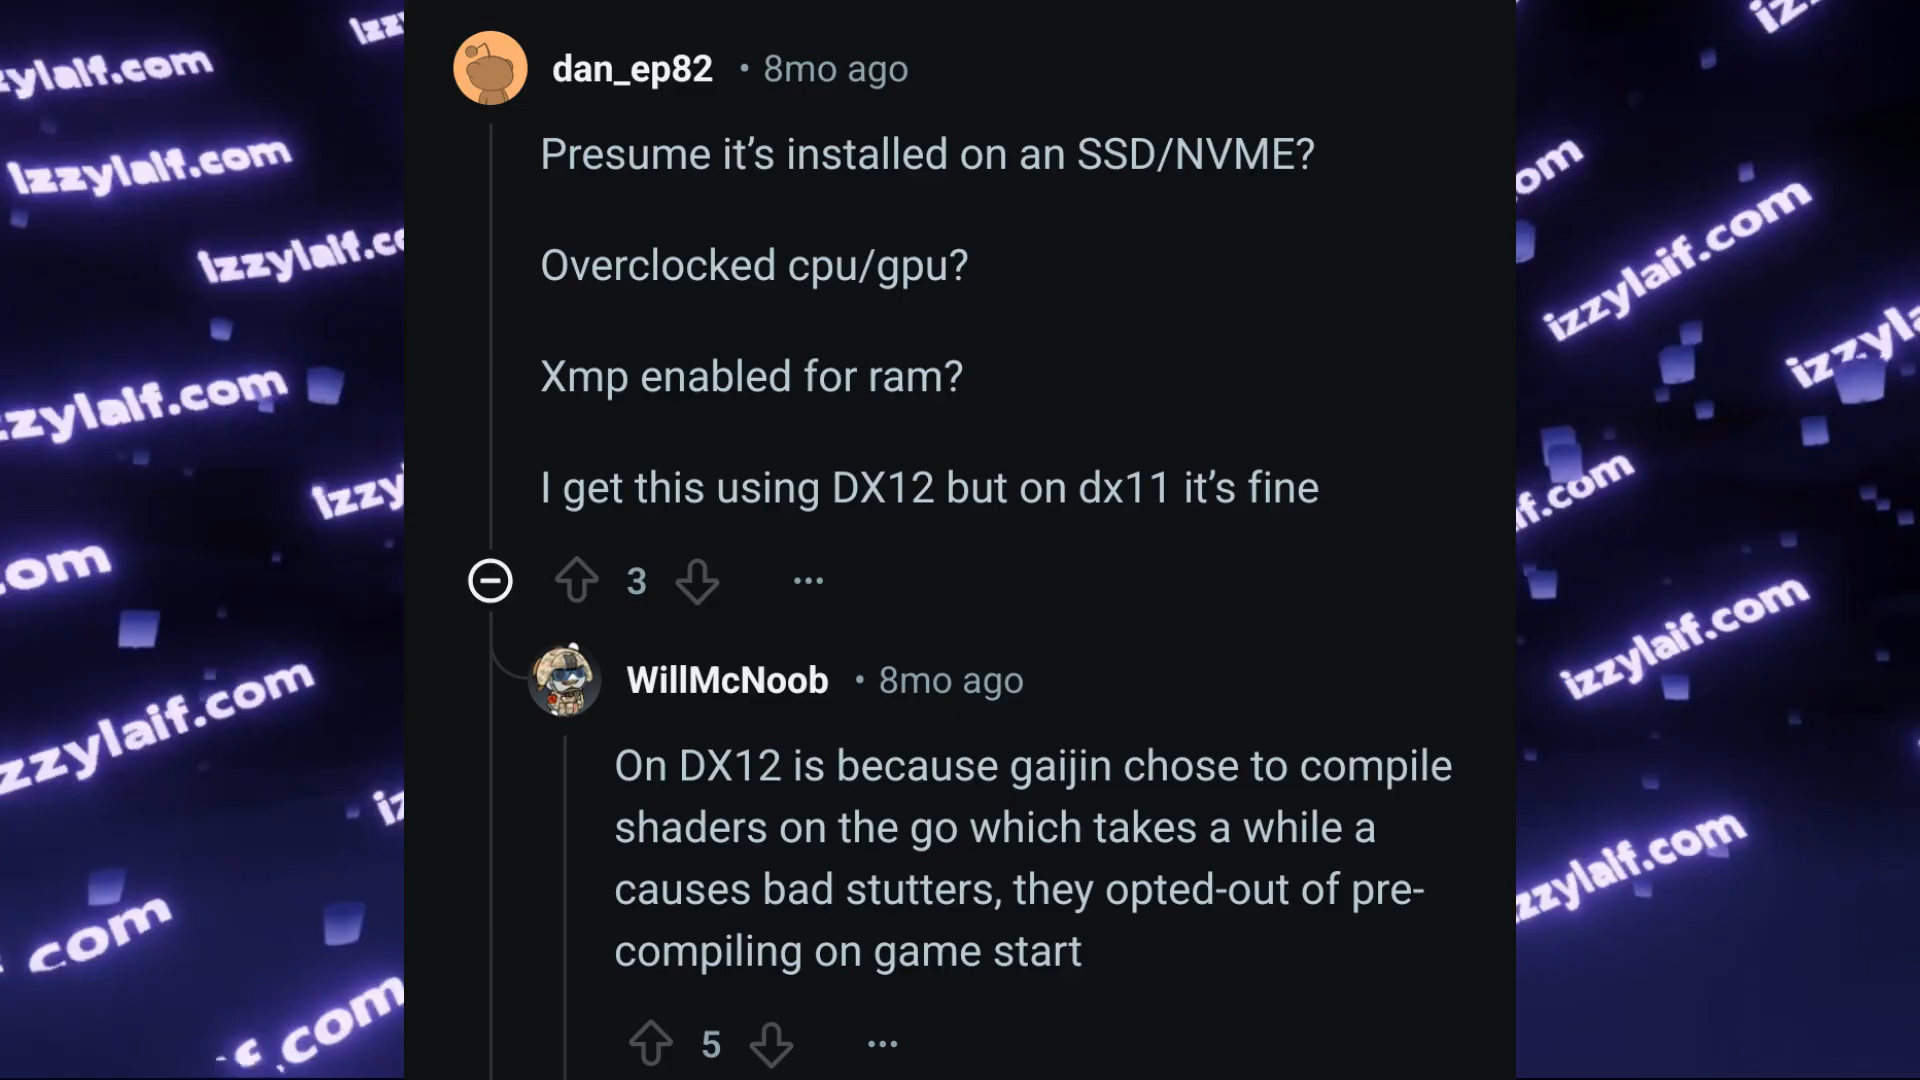 dan_ep82 • 8mo ago
Presume it’s installed on an SSD/NVME?
Overclocked cpu/gpu?
Xmp enabled for ram?
I get this using DX12 but on dx11 it’s fine
3
WillMcNoob • 8mo ago
On DX12 is because gaijin chose to compile
shaders on the go which takes a while a
causes bad stutters, they opted-out of pre-
compiling on game start
5
izzylaif.com
izzylaif.com
izzylaif.com
izzylaif.com
izzylaif.com